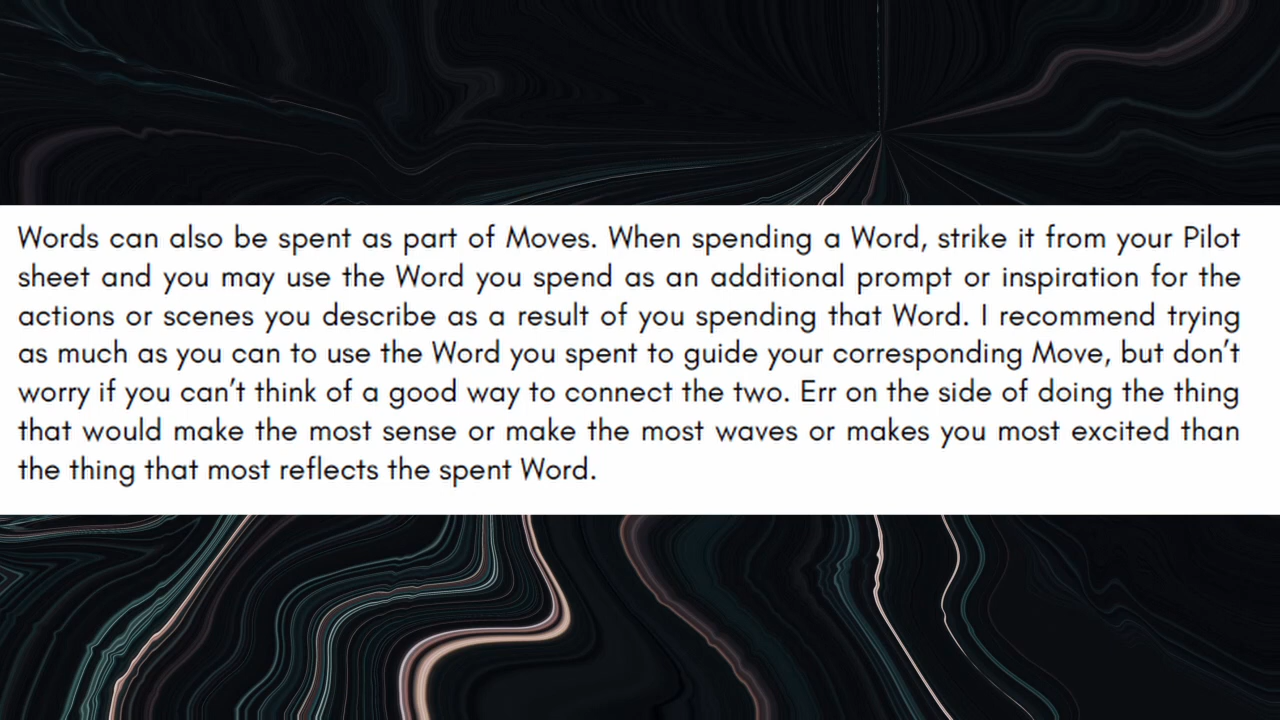 Words can also be spent as part of Moves. When spending a Word, strike it from your Pilot
sheet and you may use the Word you spend as an additional prompt or inspiration for the
actions or scenes you describe as a result of you spending that Word. I recommend trying
as much as you can to use the Word you spent to guide your corresponding Move, but don’t
worry if you can’t think of a good way to connect the two. Err on the side of doing the thing
that would make the most sense or make the most waves or makes you most excited than
the thing that most reflects the spent Word.